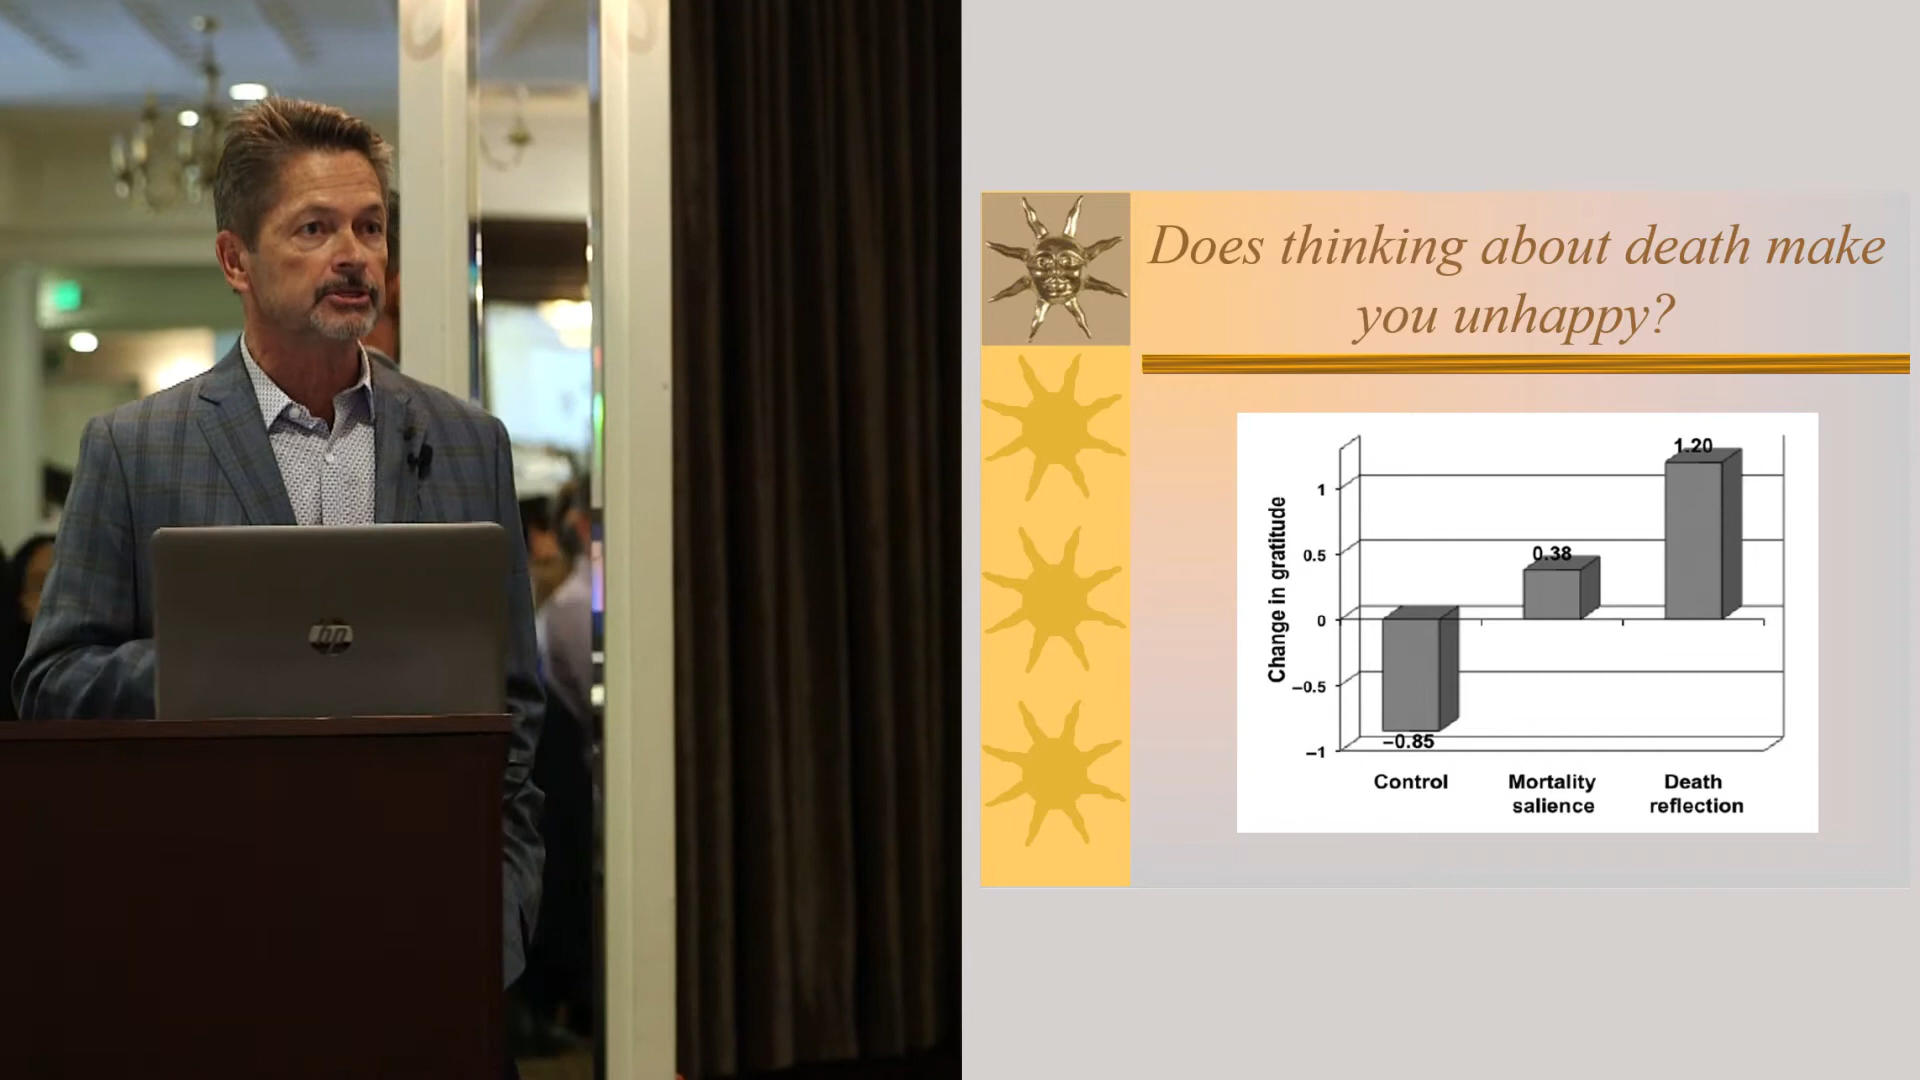 hp
Does thinking about death make
you unhappy?
Change in gratitude
1
0.5
0
–0.5
–1
–0.85
0.38
1.20
Control
Mortality
salience
Death
reflection